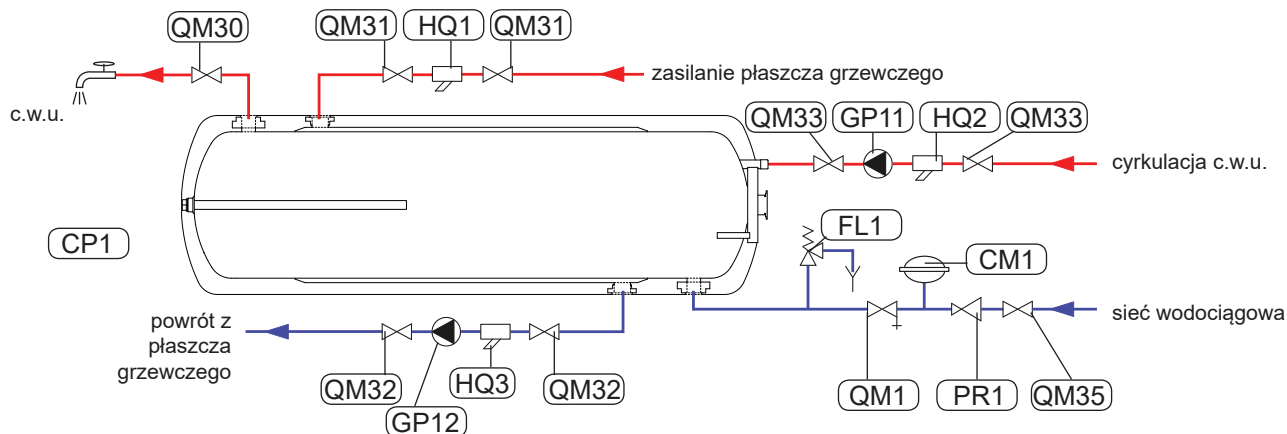 QM30
QM31
HQ1
QM31
zasilanie płaszcza grzewczego
c.w.u.
QM33
GP11
HQ2
QM33
cyrkulacja c.w.u.
CP1
FL1
CM1
powrót z
płaszcza
grzewczego
sieć wodociągowa
QM32
GP12
HQ3
QM32
QM1
PR1
QM35